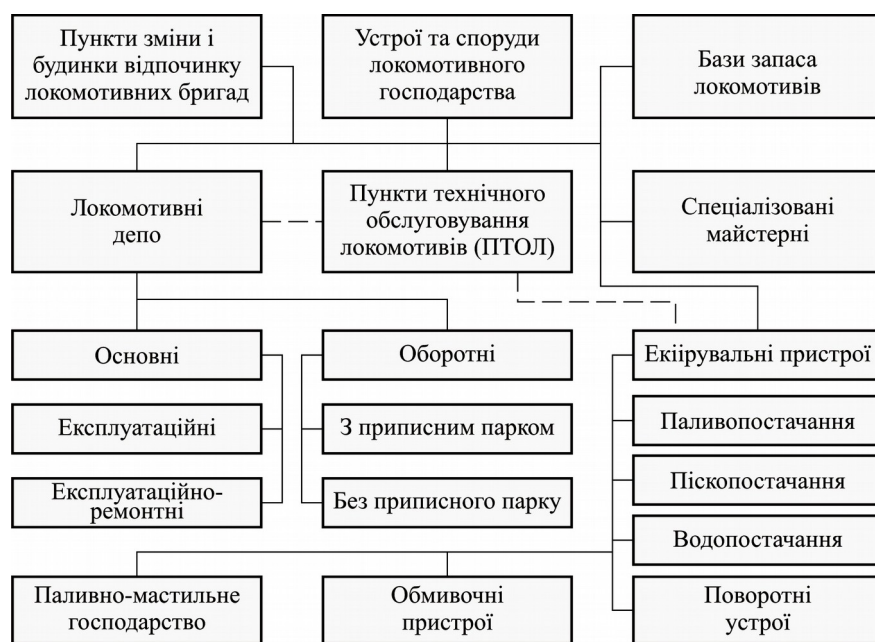 Пункти зміни і
будинки відпочинку
локомотивних бригад
Устрої та споруди
локомотивного
господарства
Бази запаса
локомотивів
Локомотивні
депо
Пункти технічного
обслуговування
локомотивів (ПТОЛ)
Спеціалізовані
майстерні
Основні
Оборотні
Екіірувальні пристрої
Експлуатаційні
З приписним парком
Паливопостачання
Експлуатаційно-
ремонтні
Без приписного парку
Піскопостачання
Водопостачання
Паливно-мастильне
господарство
Обмивочні
пристрої
Поворотні
устрої